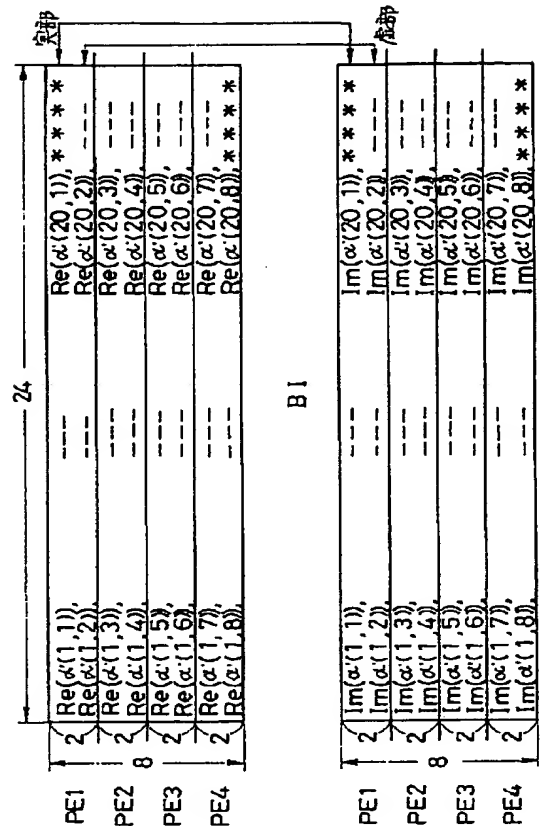 実部
24
PE1 2 Re(α'(1,1)), --- Re(α'(20,1)), ****
Re(α'(1,2)), --- Re(α'(20,2)), ---
PE2 2 Re(α'(1,3)), --- Re(α'(20,3)), ---
8 Re(α'(1,4)), --- Re(α'(20,4)), ---
PE3 2 Re(α'(1,5)), --- Re(α'(20,5)), ---
Re(α'(1,6)), --- Re(α'(20,6)), ---
PE4 2 Re(α'(1,7)), --- Re(α'(20,7)), ---
Re(α'(1,8)), --- Re(α'(20,8)), ****
BI
虚部
PE1 2 Im(α'(1,1)), --- Im(α'(20,1)), ****
Im(α'(1,2)), --- Im(α'(20,2)), ---
PE2 2 Im(α'(1,3)), --- Im(α'(20,3)), ---
8 Im(α'(1,4)), --- Im(α'(20,4)), ---
PE3 2 Im(α'(1,5)), --- Im(α'(20,5)), ---
Im(α'(1,6)), --- Im(α'(20,6)), ---
PE4 2 Im(α'(1,7)), --- Im(α'(20,7)), ---
Im(α'(1,8)), --- Im(α'(20,8)), ****